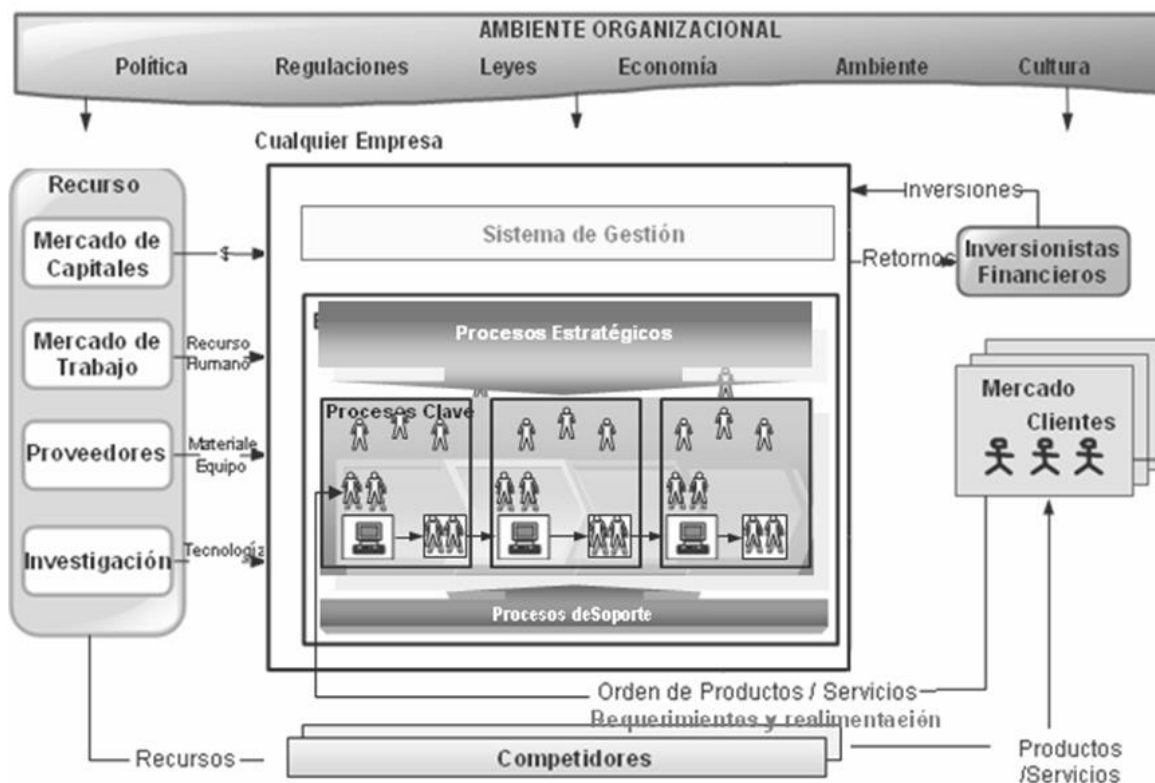 AMBIENTE ORGANIZACIONAL
Política Regulaciones Leyes Economía Ambiente Cultura
Cualquier Empresa
Recurso
Mercado de
Capitales
$
Mercado de
Trabajo
Recurso
Humano
Proveedores
Materiale
Equipo
Investigación
Tecnología
Sistema de Gestión
Procesos Estratégicos
Procesos Clave
Procesos deSoporte
Inversiones
Retornos
Inversionistas
Financieros
Mercado
Clientes
Orden de Productos / Servicios
Requerimientos y realimentación
Recursos
Competidores
Productos
/Servicios